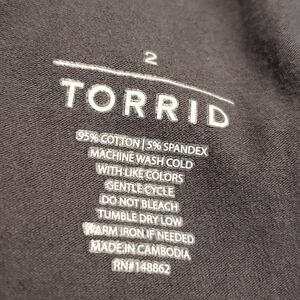 2
TORRID
95% COTTON | 5% SPANDEX
MACHINE WASH COLD
WITH LIKE COLORS
GENTLE CYCLE
DO NOT BLEACH
TUMBLE DRY LOW
WARM IRON IF NEEDED
MADE IN CAMBODIA
RN#148862